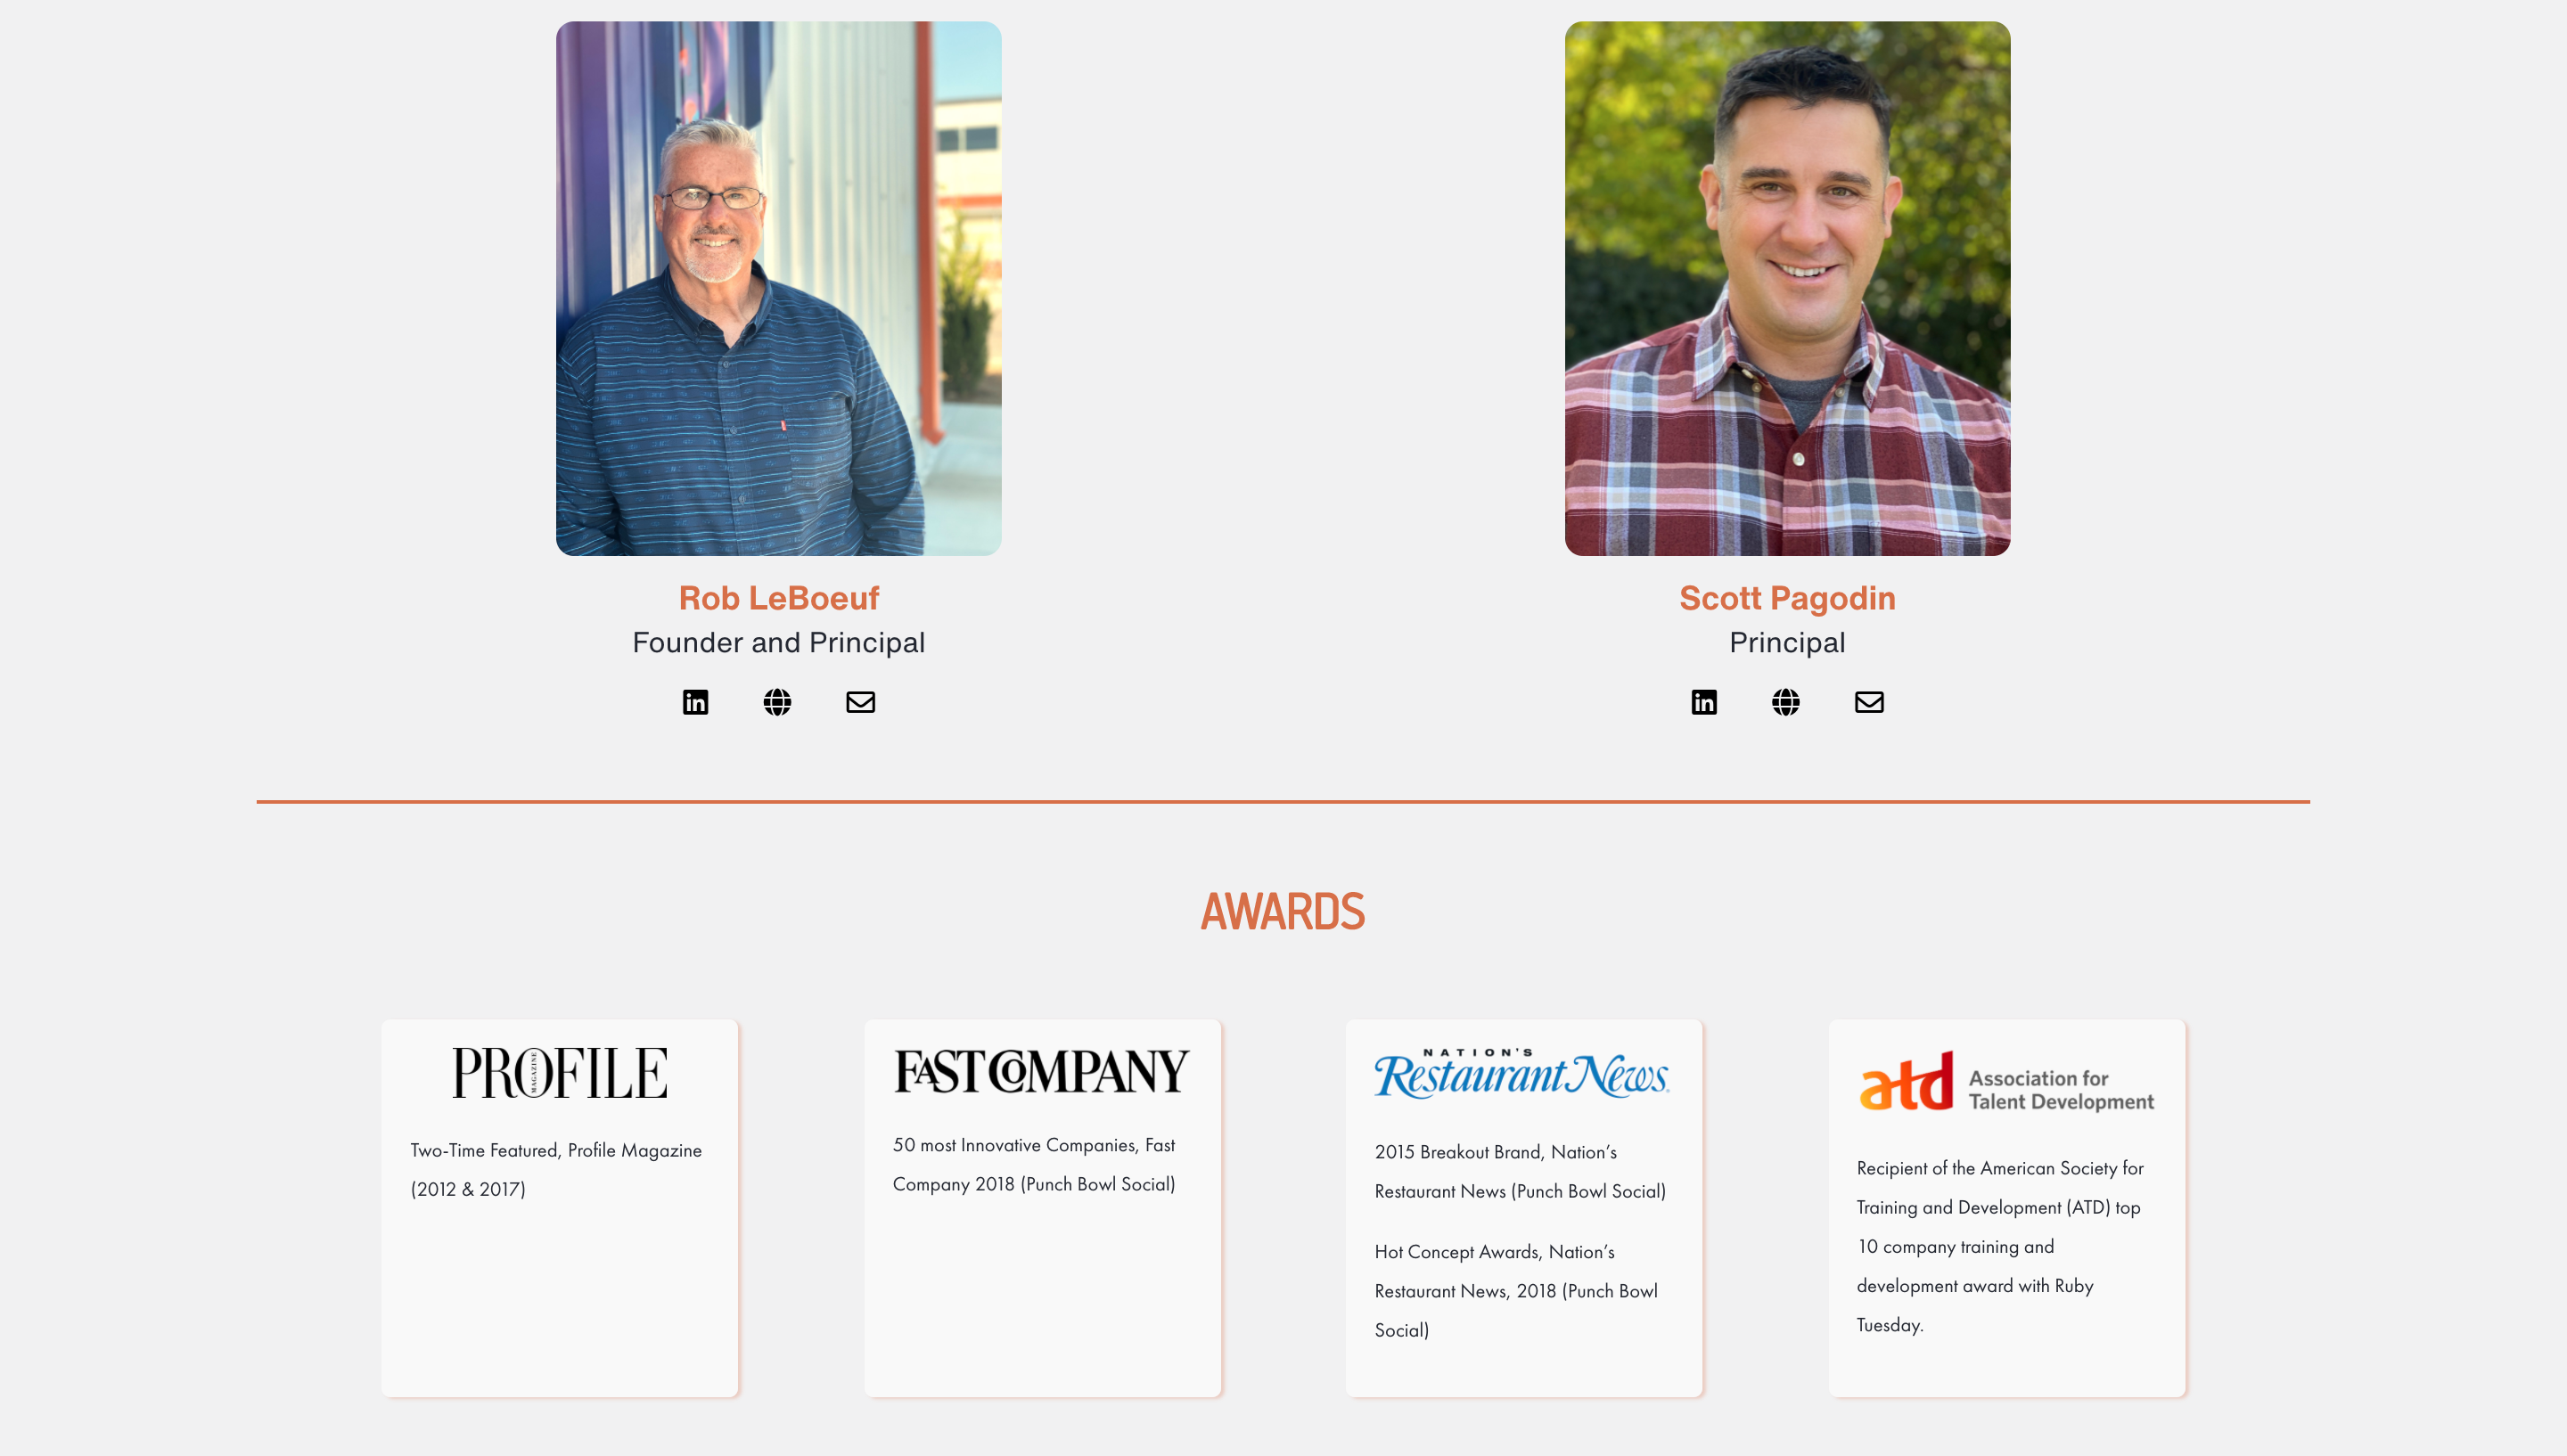 Rob LeBoeuf
Founder and Principal
in
Scott Pagodin
Principal
in
AWARDS
PROFILE
MAGAZINE
Two-Time Featured, Profile Magazine
(2012 & 2017)
FAST COMPANY
50 most Innovative Companies, Fast
Company 2018 (Punch Bowl Social)
NATION'S
Restaurant News
2015 Breakout Brand, Nation’s
Restaurant News (Punch Bowl Social)
Hot Concept Awards, Nation’s
Restaurant News, 2018 (Punch Bowl
Social)
atd Association for
Talent Development
Recipient of the American Society for
Training and Development (ATD) top
10 company training and
development award with Ruby
Tuesday.